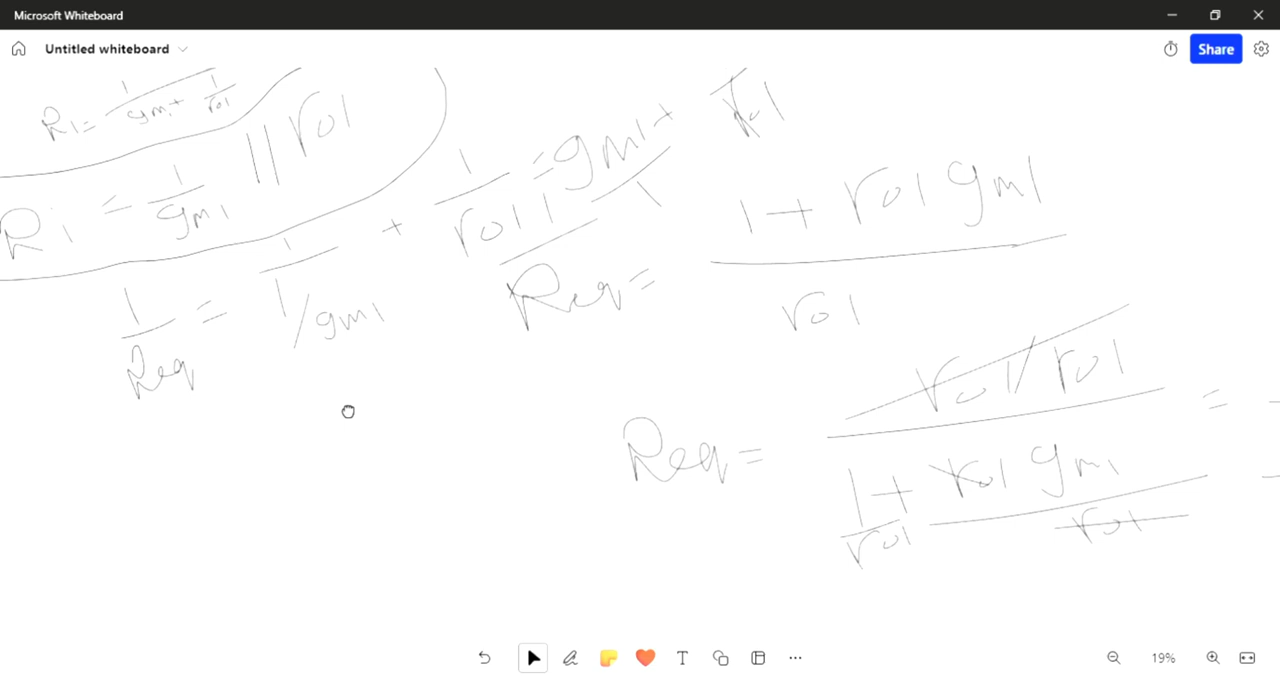 Microsoft Whiteboard
Untitled whiteboard
Share
R1 = 1 / (gm1 + 1/ro1)
Ri = 1/gm1 || ro1
1/Req = 1/(1/gm1) + 1/ro1 = gm1 + 1/ro1
1/Req = (1 + ro1 gm1) / ro1
Req = (ro1/ro1) / (1/ro1 + ro1 gm1/ro1) =
19%